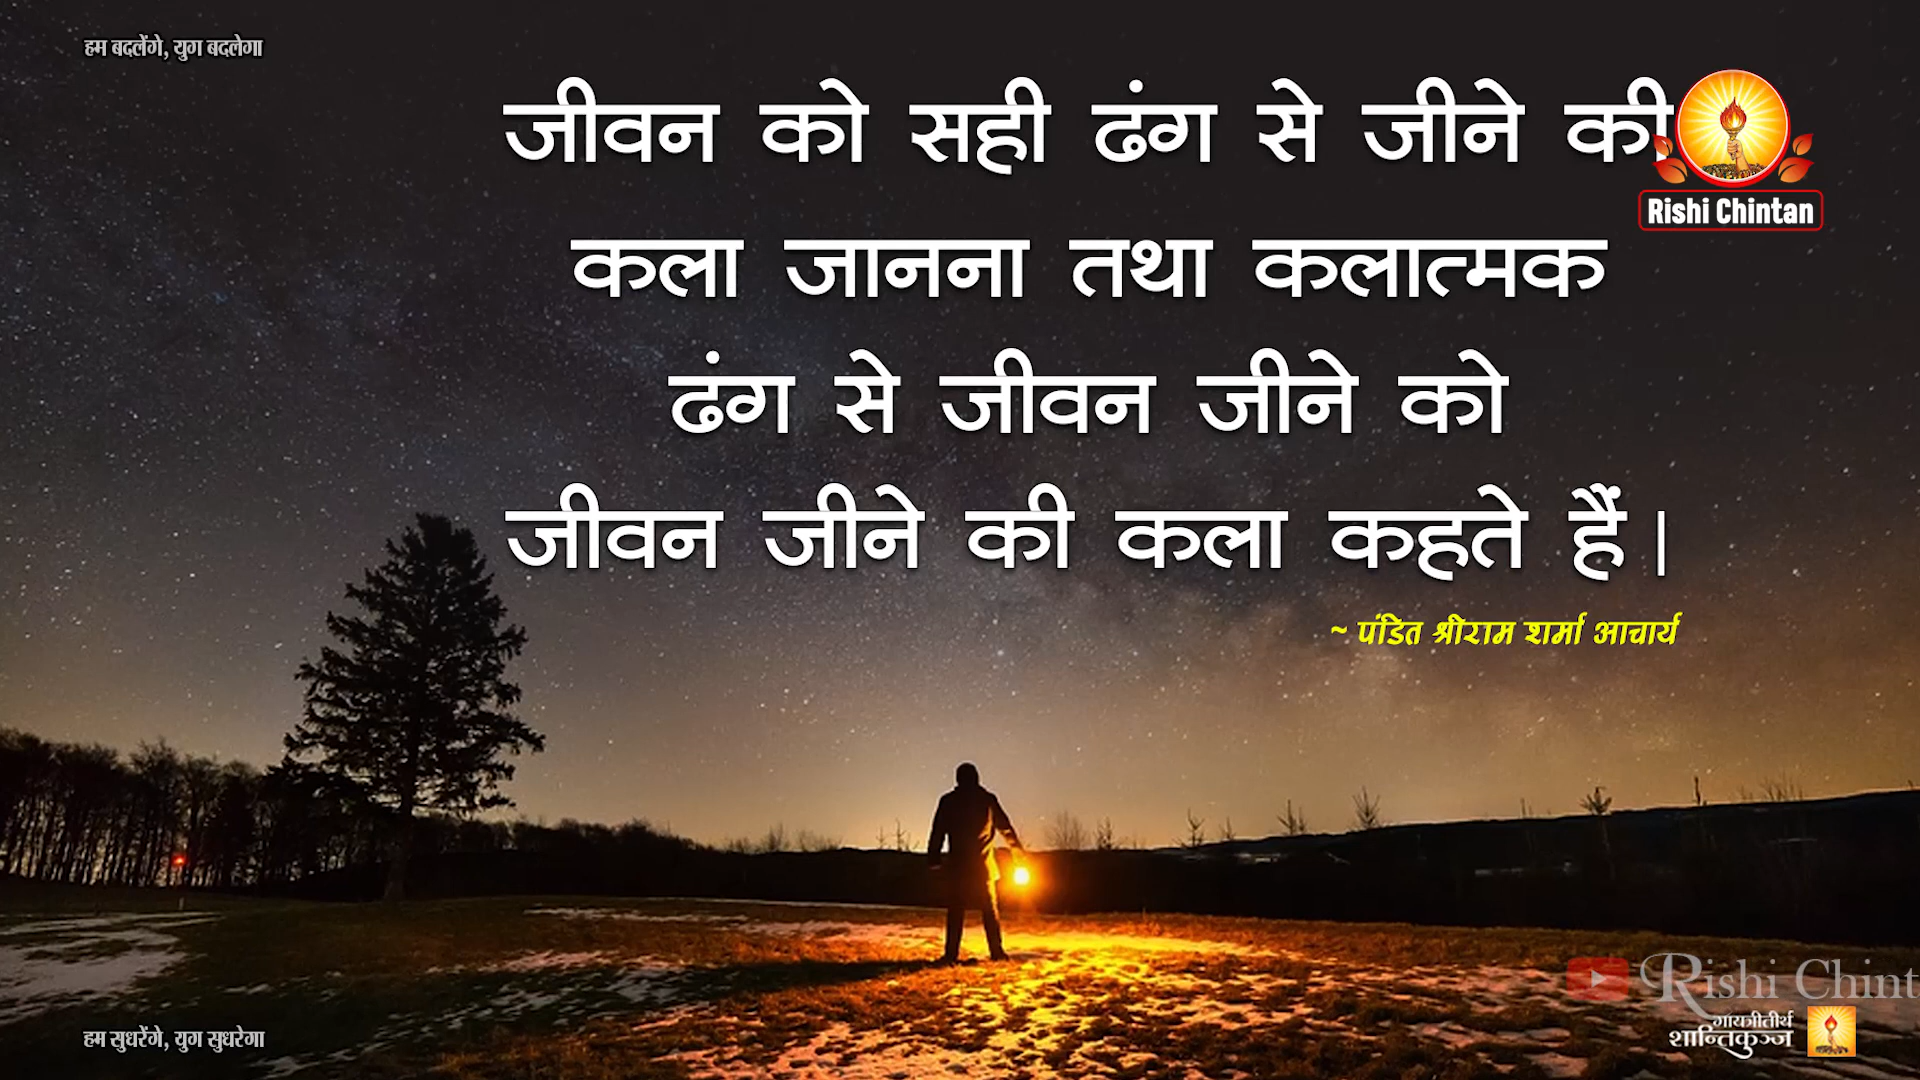 हम बदलेंगे, युग बदलेगा
जीवन को सही ढंग से जीने की
Rishi Chintan
कला जानना तथा कलात्मक
ढंग से जीवन जीने को
जीवन जीने की कला कहते हैं।
~ पंडित श्रीराम शर्मा आचार्य
Rishi Chint
गायत्रीतीर्थ
शान्तिकुञ्ज
हम सुधरेंगे, युग सुधरेगा